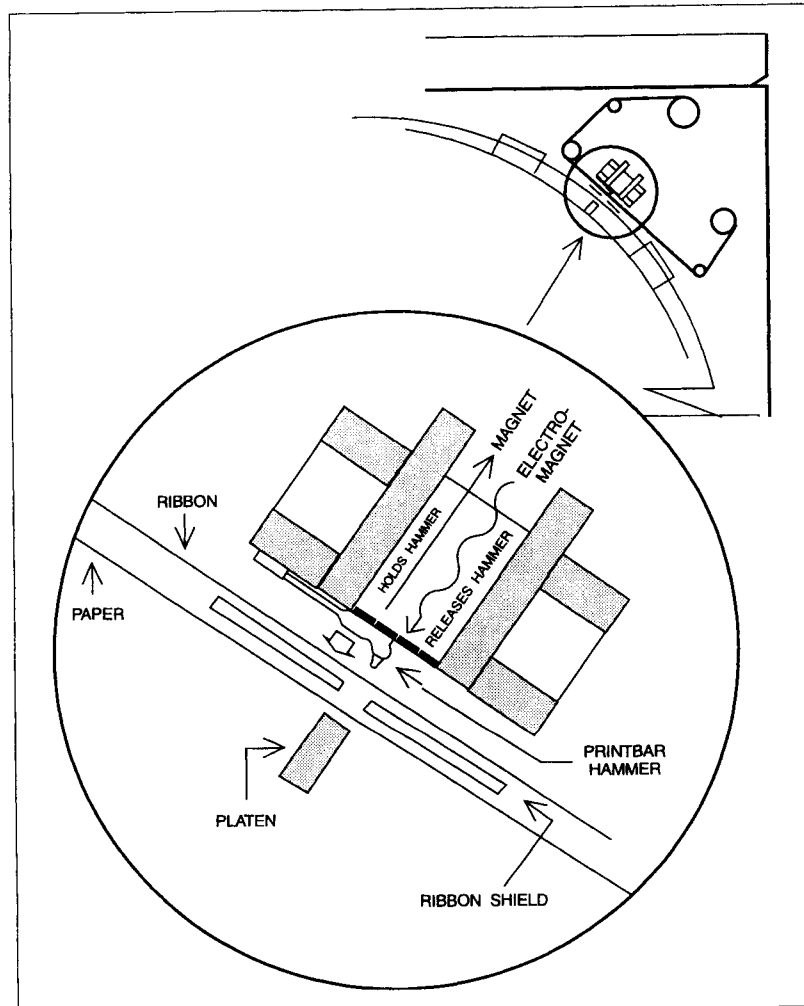 MAGNET
ELECTRO-
MAGNET
RIBBON
HOLDS HAMMER
RELEASES HAMMER
PAPER
PRINTBAR
HAMMER
PLATEN
RIBBON SHIELD